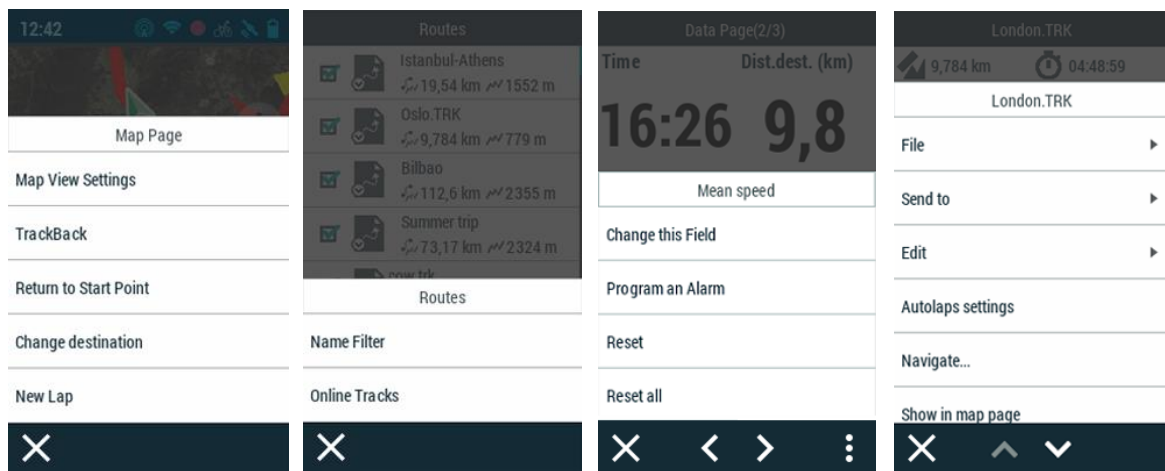 12:42
Map Page
Map View Settings
TrackBack
Return to Start Point
Change destination
New Lap
Routes
Istanbul-Athens
19,54 km 1552 m
Oslo.TRK
9,784 km 779 m
Bilbao
112,6 km 2355 m
Summer trip
73,17 km 2324 m
cow.trk
Routes
Name Filter
Online Tracks
Data Page(2/3)
Time Dist.dest. (km)
16:26 9,8
Mean speed
Change this Field
Program an Alarm
Reset
Reset all
London.TRK
9,784 km 04:48:59
London.TRK
File
Send to
Edit
Autolaps settings
Navigate...
Show in map page